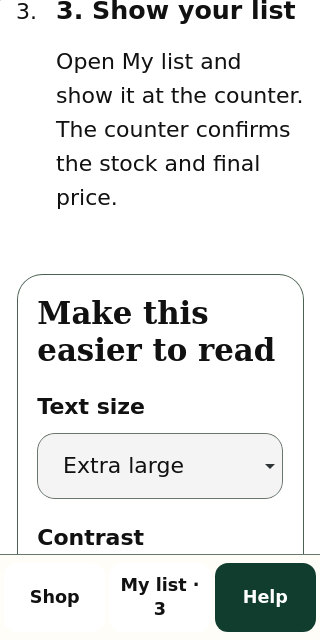 3. 3. Show your list
Open My list and
show it at the counter.
The counter confirms
the stock and final
price.
Make this
easier to read
Text size
Extra large
Contrast
Shop
My list ·
3
Help